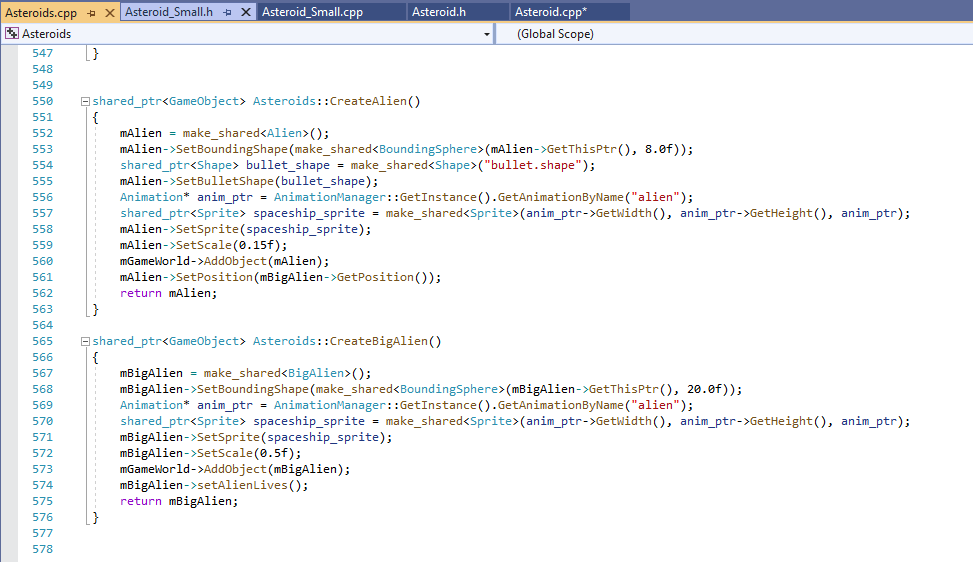 Asteroids.cpp Asteroid_Small.h Asteroid_Small.cpp Asteroid.h Asteroid.cpp*
Asteroids (Global Scope)
547 }
548
549
550 shared_ptr<GameObject> Asteroids::CreateAlien()
551 {
552 mAlien = make_shared<Alien>();
553 mAlien->SetBoundingShape(make_shared<BoundingSphere>(mAlien->GetThisPtr(), 8.0f));
554 shared_ptr<Shape> bullet_shape = make_shared<Shape>("bullet.shape");
555 mAlien->SetBulletShape(bullet_shape);
556 Animation* anim_ptr = AnimationManager::GetInstance().GetAnimationByName("alien");
557 shared_ptr<Sprite> spaceship_sprite = make_shared<Sprite>(anim_ptr->GetWidth(), anim_ptr->GetHeight(), anim_ptr);
558 mAlien->SetSprite(spaceship_sprite);
559 mAlien->SetScale(0.15f);
560 mGameWorld->AddObject(mAlien);
561 mAlien->SetPosition(mBigAlien->GetPosition());
562 return mAlien;
563 }
564
565 shared_ptr<GameObject> Asteroids::CreateBigAlien()
566 {
567 mBigAlien = make_shared<BigAlien>();
568 mBigAlien->SetBoundingShape(make_shared<BoundingSphere>(mBigAlien->GetThisPtr(), 20.0f));
569 Animation* anim_ptr = AnimationManager::GetInstance().GetAnimationByName("alien");
570 shared_ptr<Sprite> spaceship_sprite = make_shared<Sprite>(anim_ptr->GetWidth(), anim_ptr->GetHeight(), anim_ptr);
571 mBigAlien->SetSprite(spaceship_sprite);
572 mBigAlien->SetScale(0.5f);
573 mGameWorld->AddObject(mBigAlien);
574 mBigAlien->setAlienLives();
575 return mBigAlien;
576 }
577
578